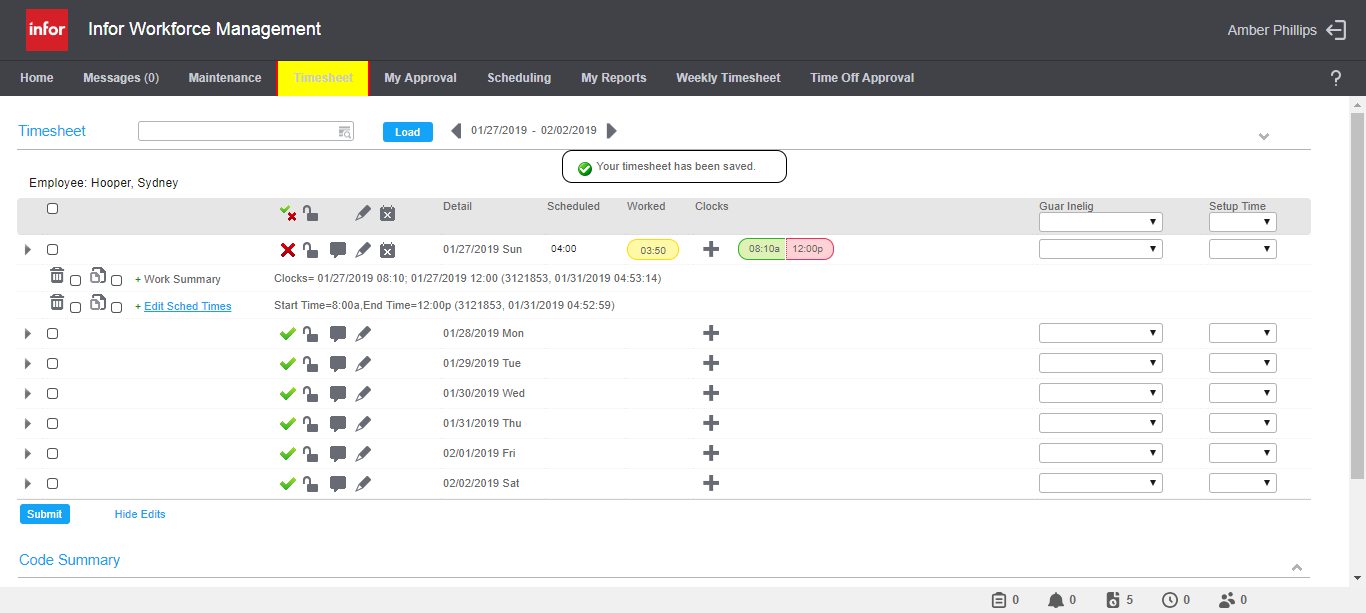 infor Infor Workforce Management Amber Phillips
Home Messages (0) Maintenance Timesheet My Approval Scheduling My Reports Weekly Timesheet Time Off Approval ?
Timesheet Load 01/27/2019 - 02/02/2019
Your timesheet has been saved.
Employee: Hooper, Sydney
Detail Scheduled Worked Clocks Guar Inelig Setup Time
01/27/2019 Sun 04:00 03:50 08:10a 12:00p
+ Work Summary Clocks= 01/27/2019 08:10; 01/27/2019 12:00 (3121853, 01/31/2019 04:53:14)
+ Edit Sched Times Start Time=8:00a,End Time=12:00p (3121853, 01/31/2019 04:52:59)
01/28/2019 Mon
01/29/2019 Tue
01/30/2019 Wed
01/31/2019 Thu
02/01/2019 Fri
02/02/2019 Sat
Submit Hide Edits
Code Summary
0 0 5 0 0